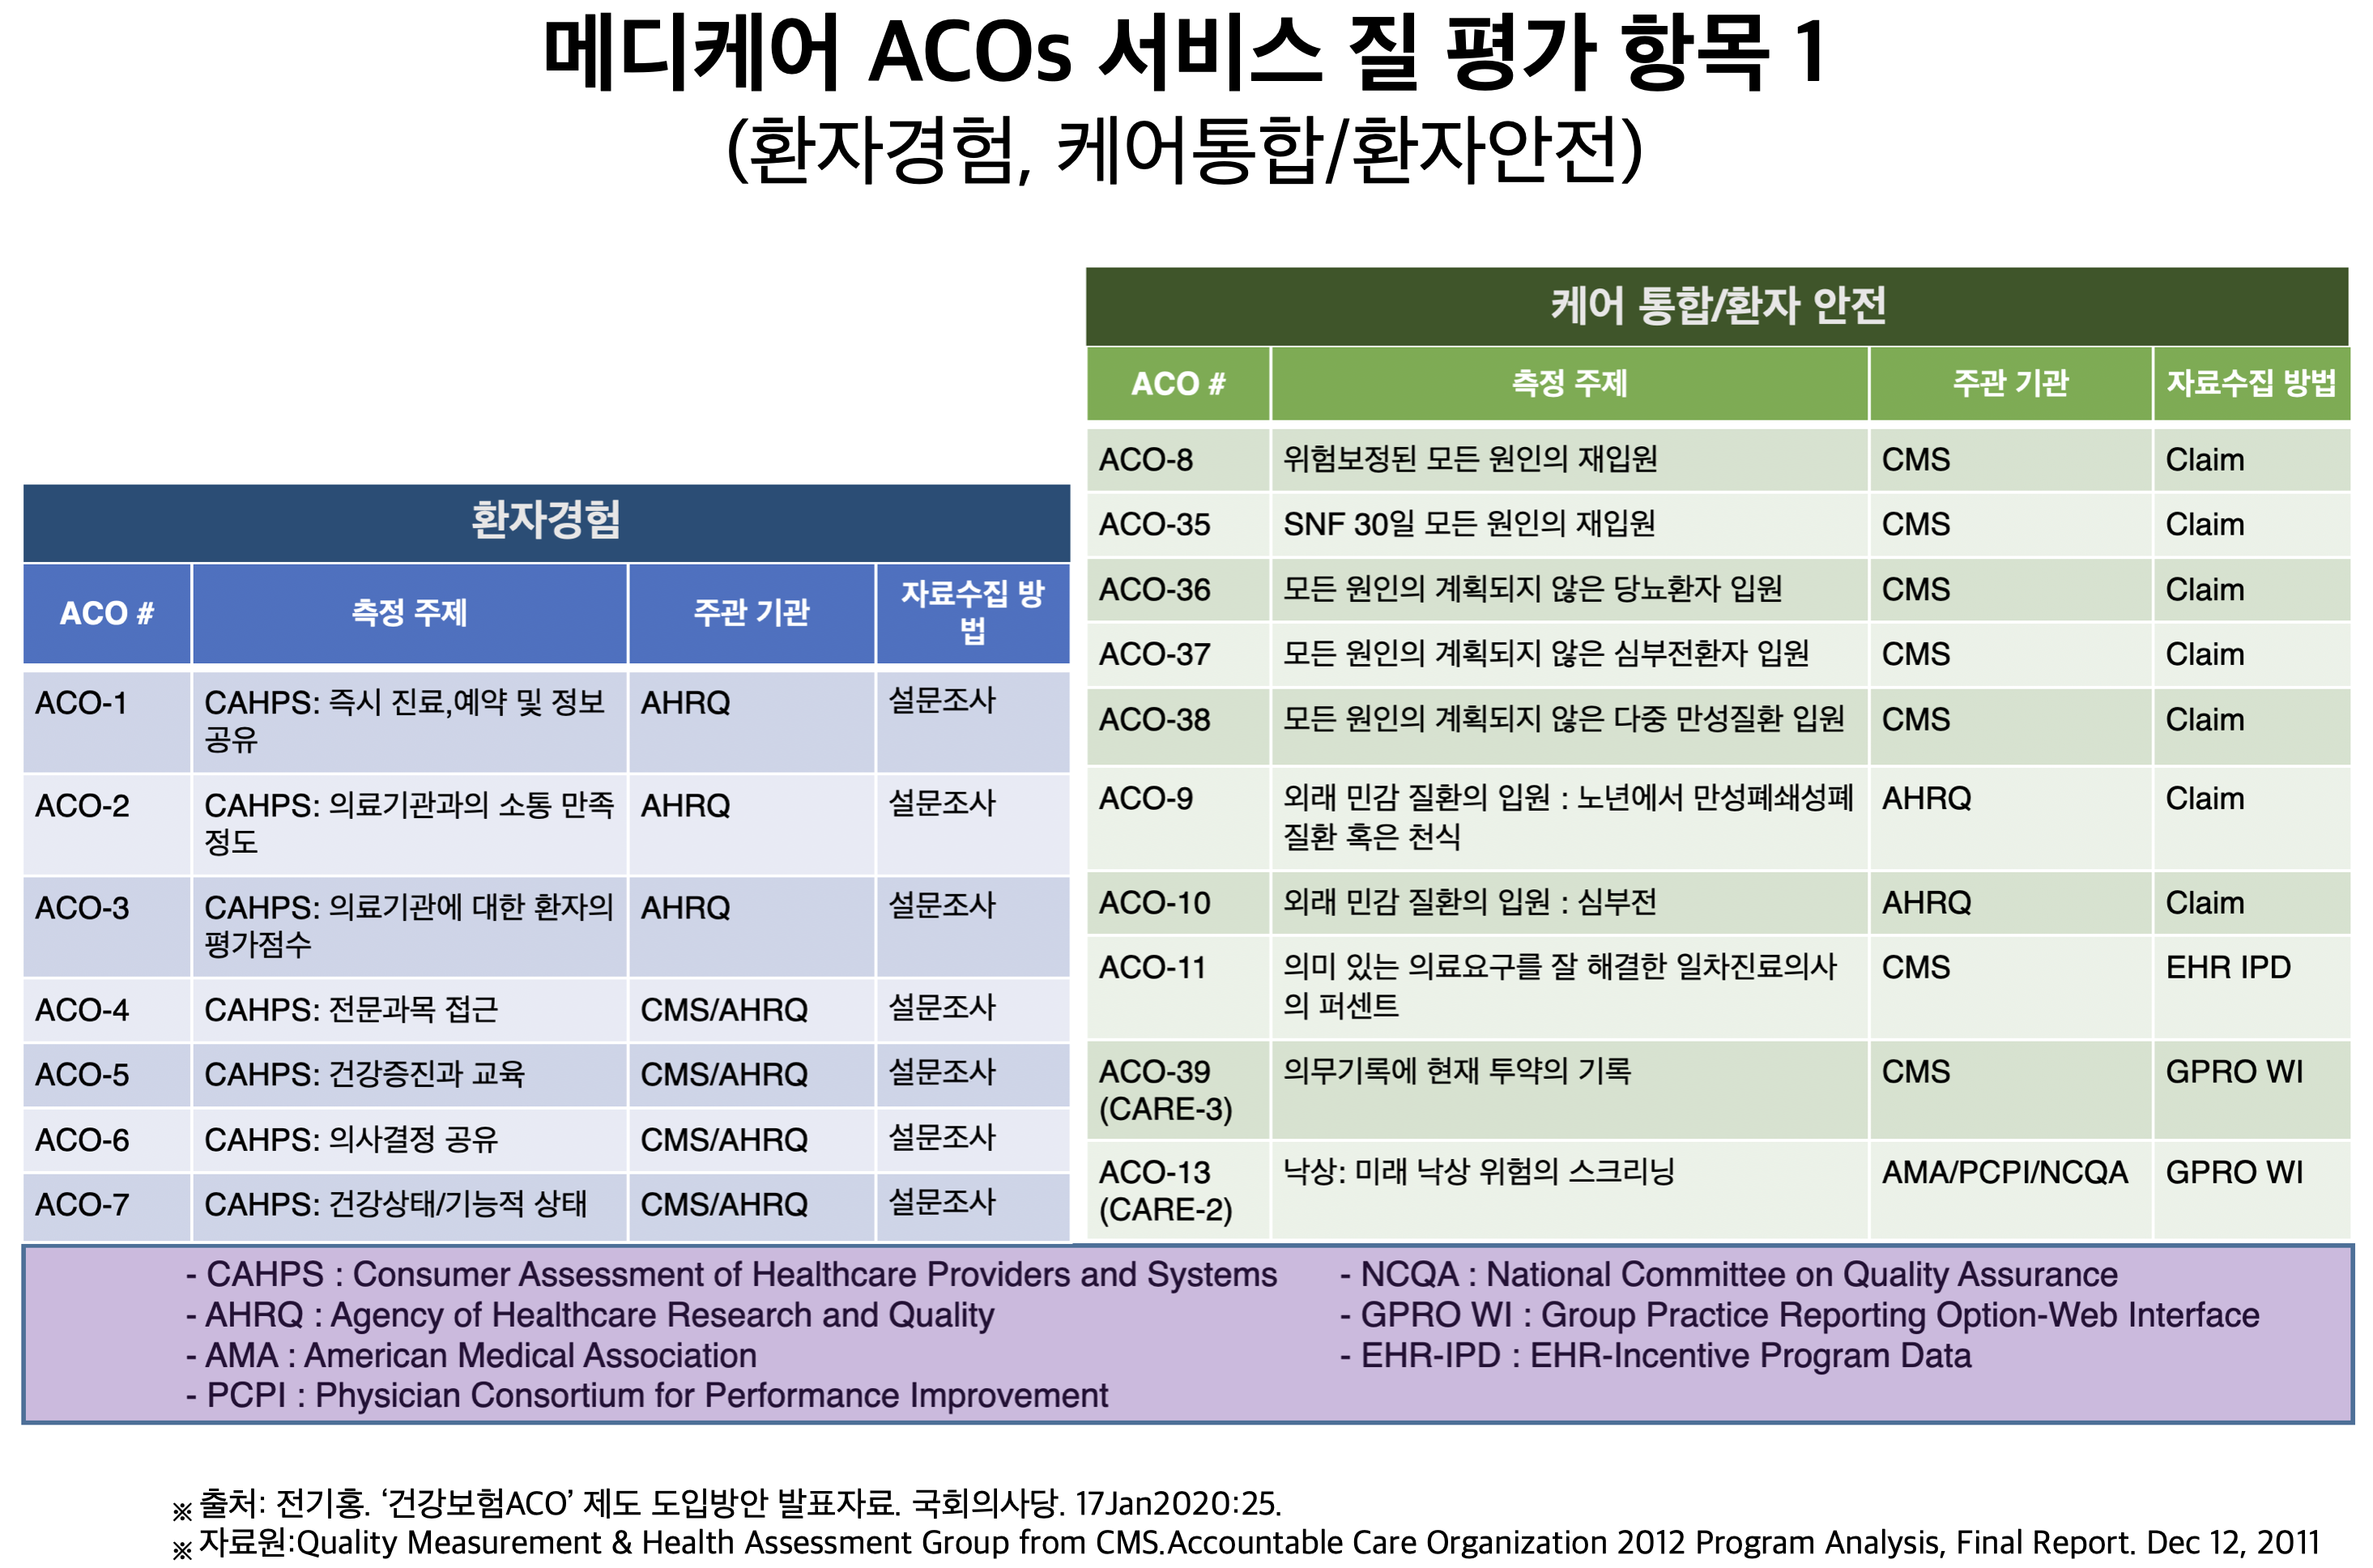 메디케어 ACOs 서비스 질 평가 항목 1
(환자경험, 케어통합/환자안전)
환자경험
ACO # 측정 주제 주관 기관 자료수집 방
법
ACO-1 CAHPS: 즉시 진료,예약 및 정보 AHRQ 설문조사
공유
ACO-2 CAHPS: 의료기관과의 소통 만족 AHRQ 설문조사
정도
ACO-3 CAHPS: 의료기관에 대한 환자의 AHRQ 설문조사
평가점수
ACO-4 CAHPS: 전문과목 접근 CMS/AHRQ 설문조사
ACO-5 CAHPS: 건강증진과 교육 CMS/AHRQ 설문조사
ACO-6 CAHPS: 의사결정 공유 CMS/AHRQ 설문조사
ACO-7 CAHPS: 건강상태/기능적 상태 CMS/AHRQ 설문조사
케어 통합/환자 안전
ACO # 측정 주제 주관 기관 자료수집 방법
ACO-8 위험보정된 모든 원인의 재입원 CMS Claim
ACO-35 SNF 30일 모든 원인의 재입원 CMS Claim
ACO-36 모든 원인의 계획되지 않은 당뇨환자 입원 CMS Claim
ACO-37 모든 원인의 계획되지 않은 심부전환자 입원 CMS Claim
ACO-38 모든 원인의 계획되지 않은 다중 만성질환 입원 CMS Claim
ACO-9 외래 민감 질환의 입원 : 노년에서 만성폐쇄성폐 AHRQ Claim
질환 혹은 천식
ACO-10 외래 민감 질환의 입원 : 심부전 AHRQ Claim
ACO-11 의미 있는 의료요구를 잘 해결한 일차진료의사 CMS EHR IPD
의 퍼센트
ACO-39 의무기록에 현재 투약의 기록 CMS GPRO WI
(CARE-3)
ACO-13 낙상: 미래 낙상 위험의 스크리닝 AMA/PCPI/NCQA GPRO WI
(CARE-2)
- CAHPS : Consumer Assessment of Healthcare Providers and Systems
- AHRQ : Agency of Healthcare Research and Quality
- AMA : American Medical Association
- PCPI : Physician Consortium for Performance Improvement
- NCQA : National Committee on Quality Assurance
- GPRO WI : Group Practice Reporting Option-Web Interface
- EHR-IPD : EHR-Incentive Program Data
※ 출처: 전기홍. ‘건강보험ACO’ 제도 도입방안 발표자료. 국회의사당. 17Jan2020:25.
※ 자료원:Quality Measurement & Health Assessment Group from CMS.Accountable Care Organization 2012 Program Analysis, Final Report. Dec 12, 2011